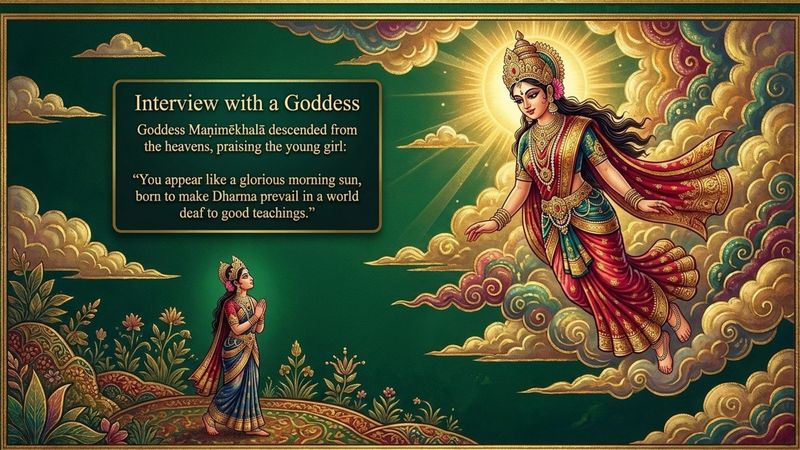 Interview with a Goddess
Goddess Maṇimēkhalā descended from
the heavens, praising the young girl:
“You appear like a glorious morning sun,
born to make Dharma prevail in a world
deaf to good teachings.”